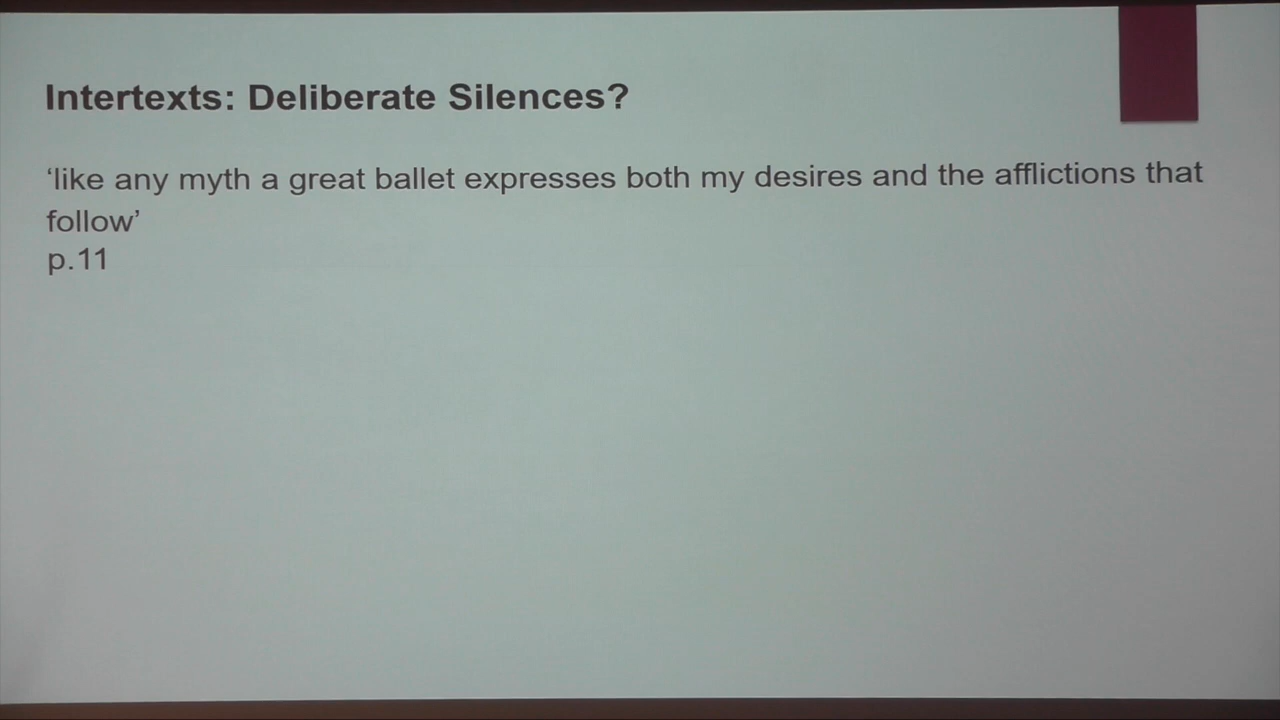 Intertexts: Deliberate Silences?
‘like any myth a great ballet expresses both my desires and the afflictions that
follow’
p.11